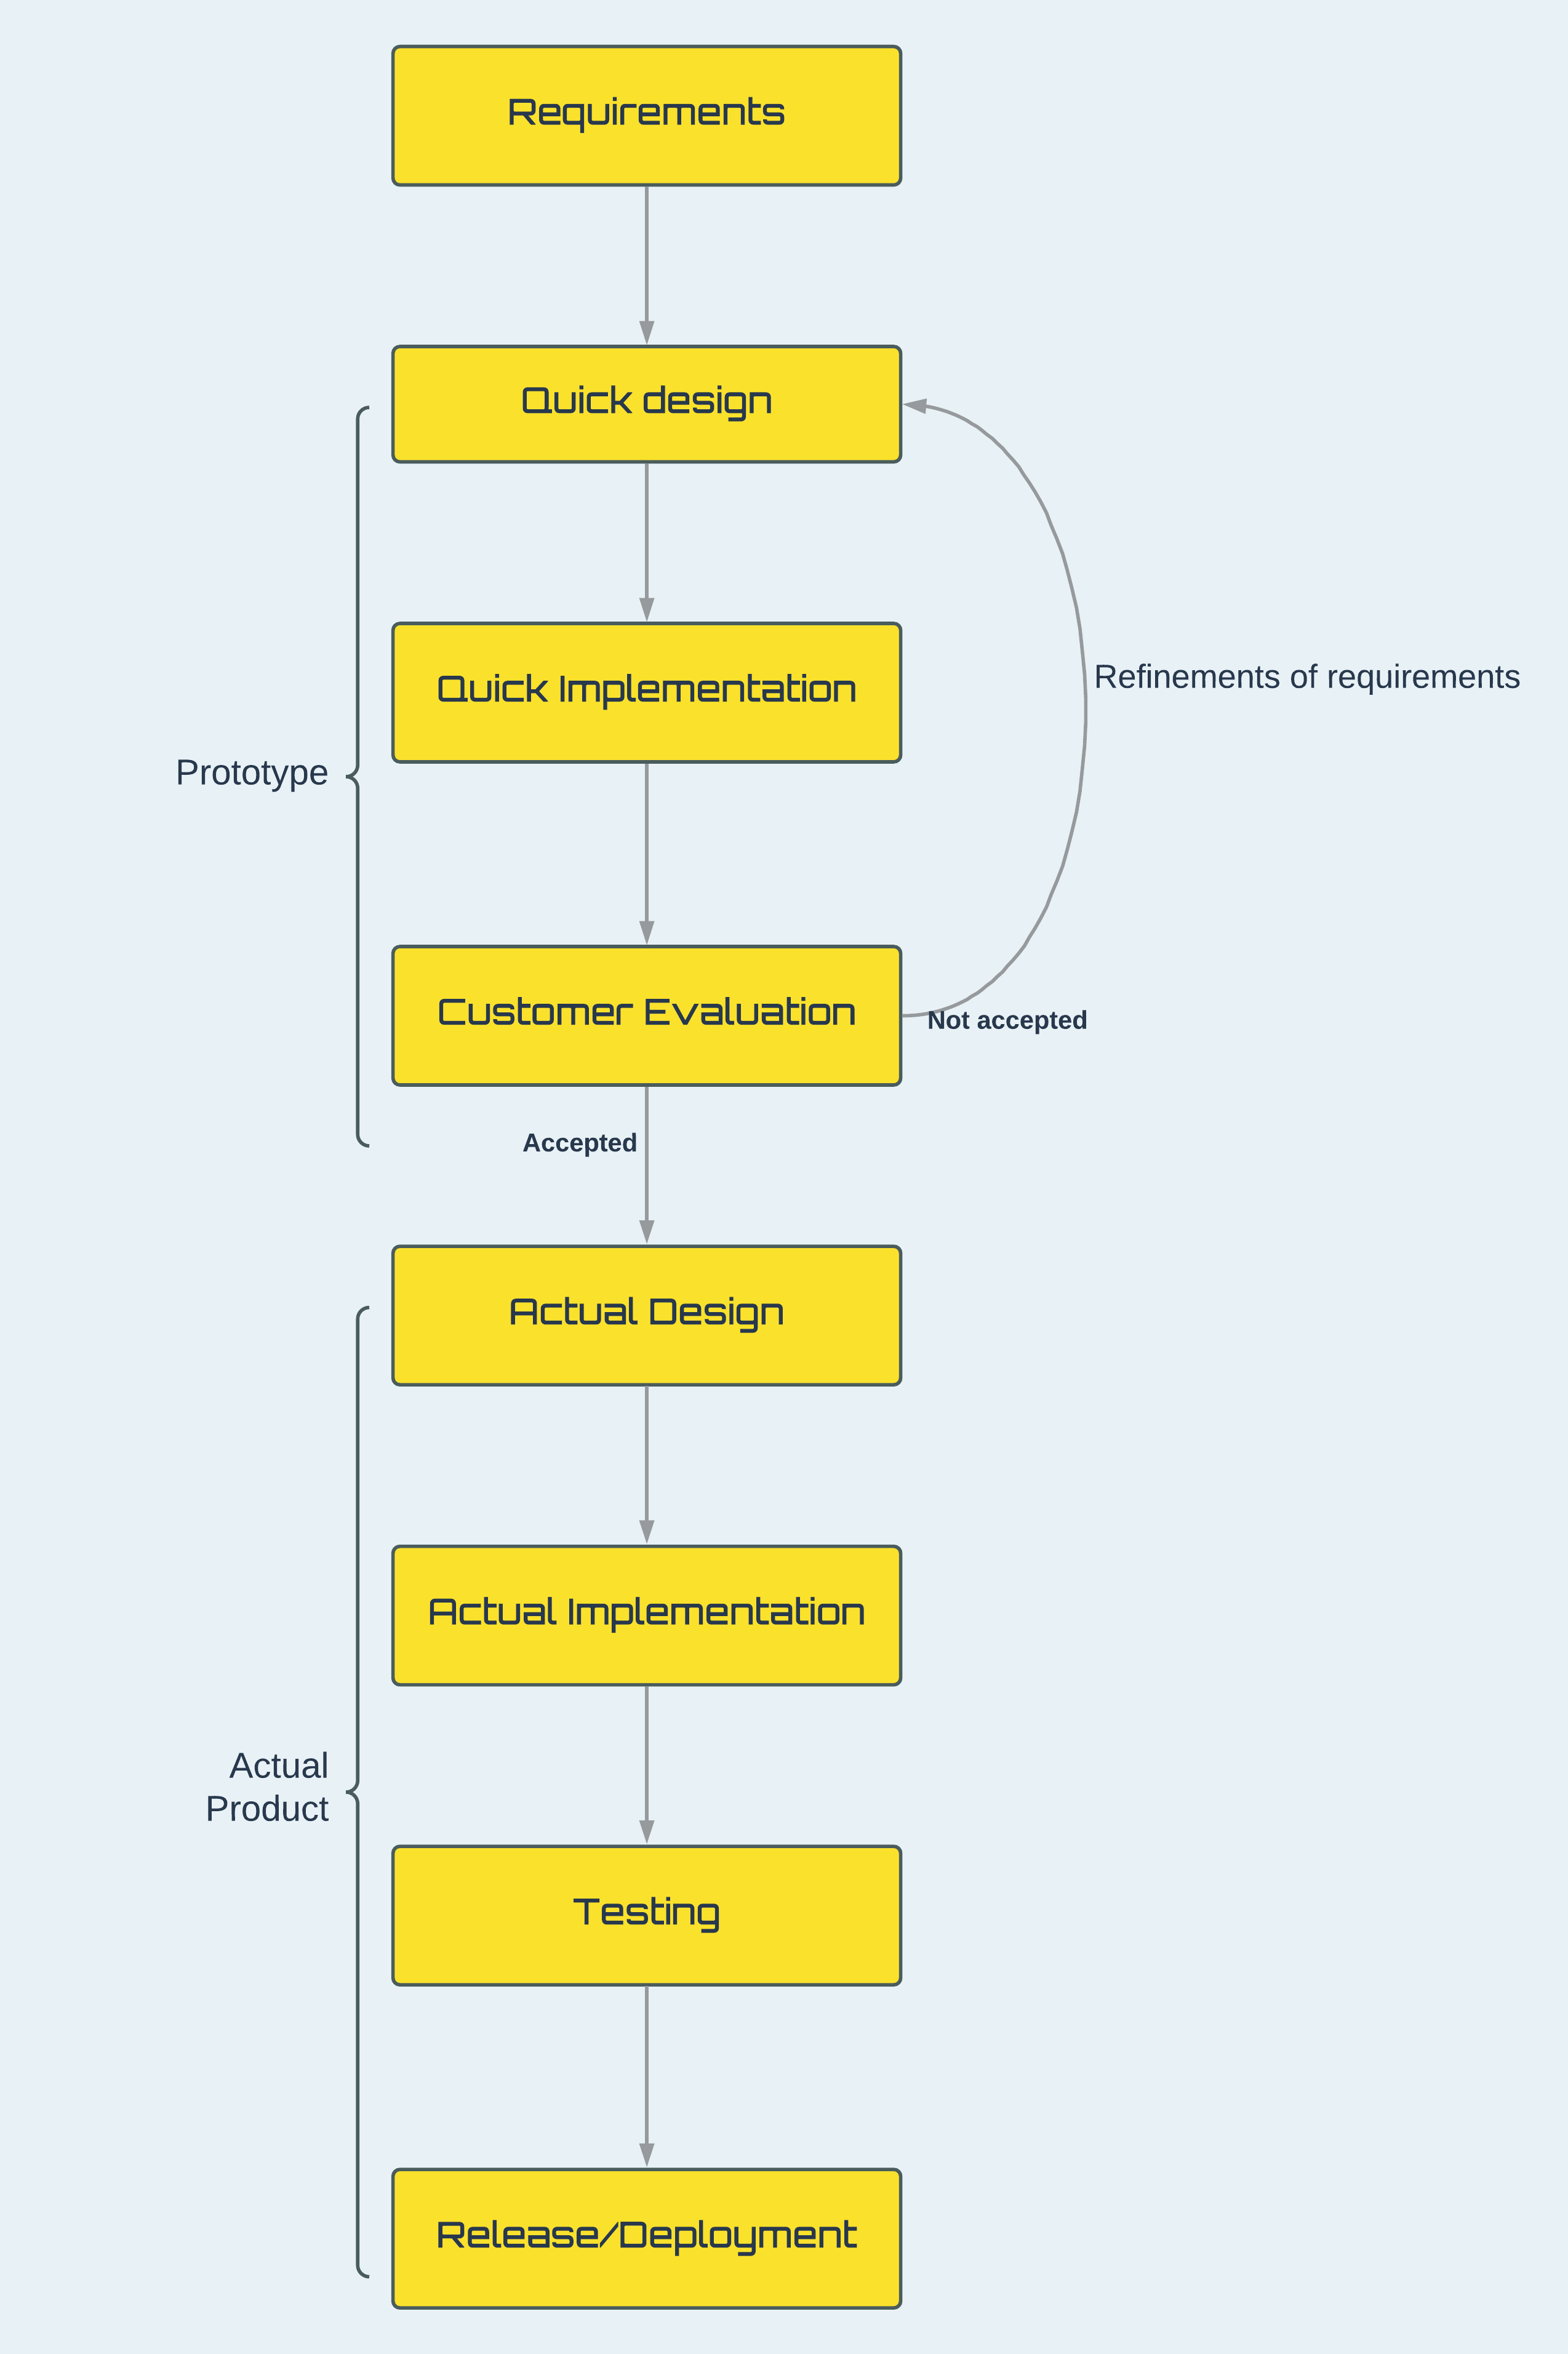 Requirements
Quick design
Quick Implementation
Refinements of requirements
Prototype
Customer Evaluation
Not accepted
Accepted
Actual Design
Actual Implementation
Actual
Product
Testing
Release/Deployment